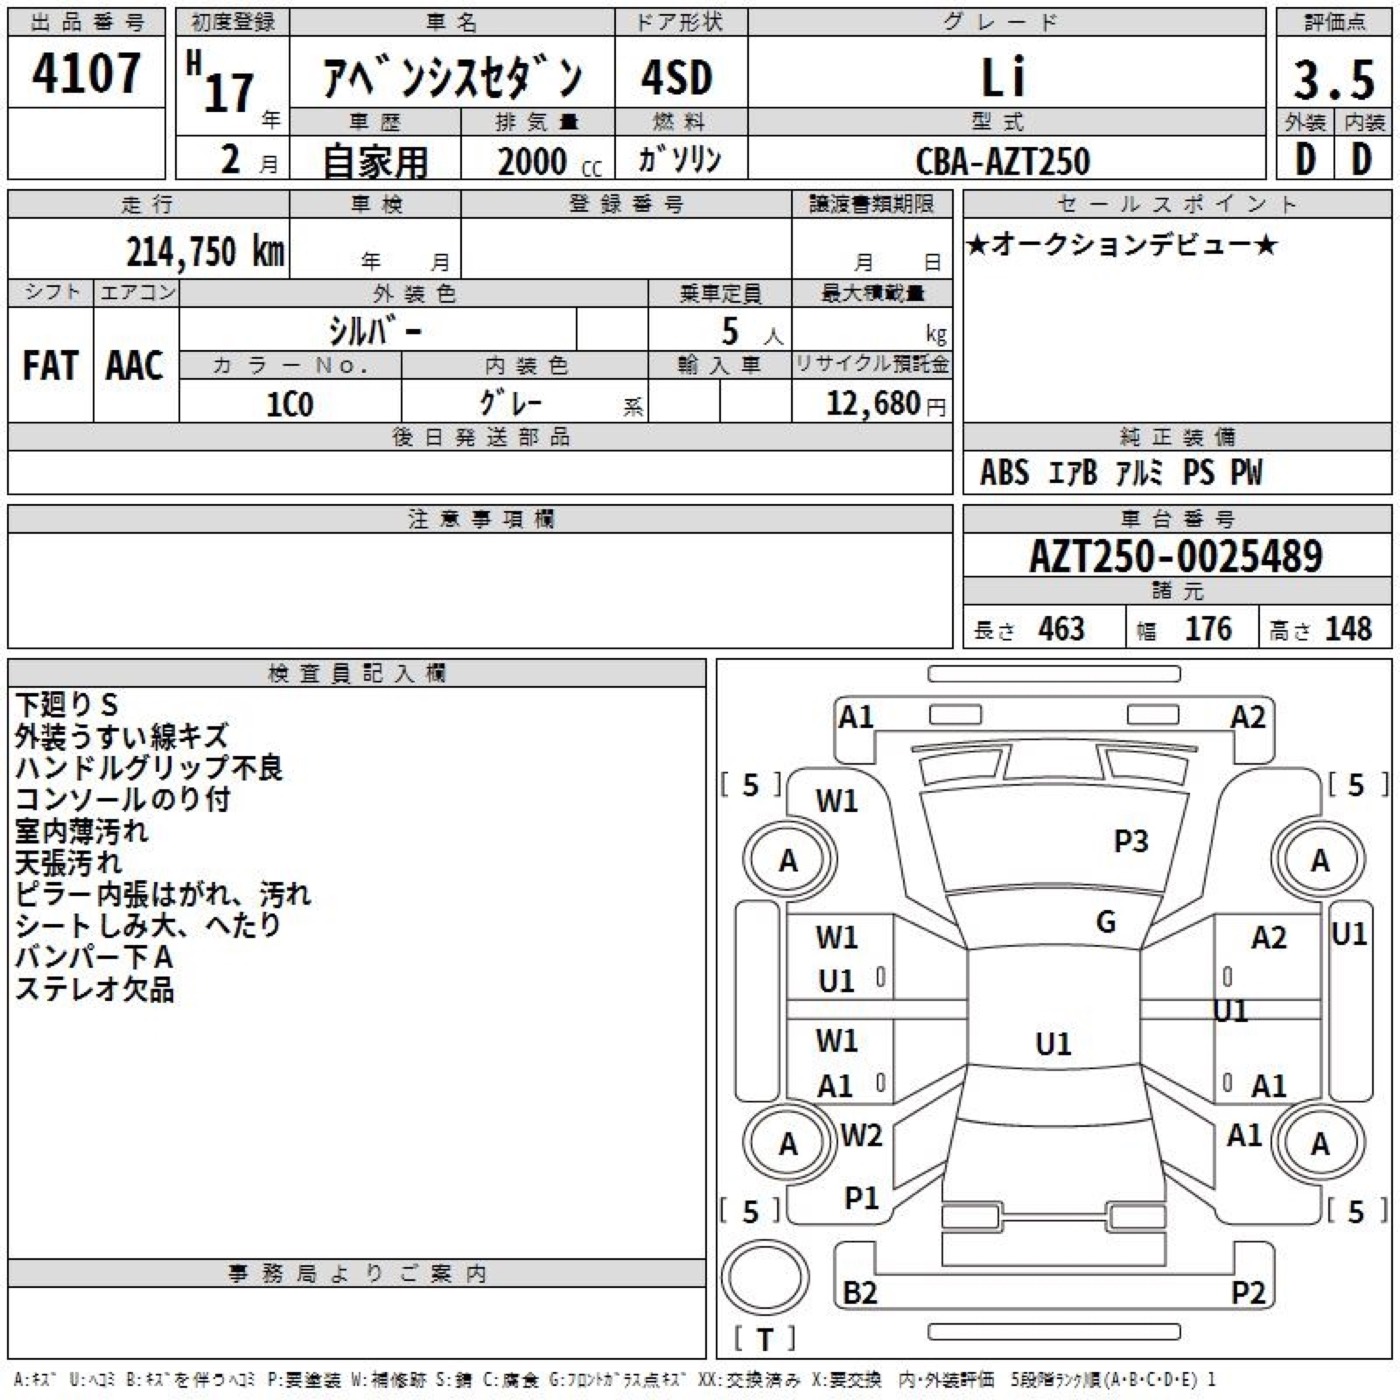 出品番号
4107
初度登録
H17年
2月
車名
ｱﾍﾞﾝｼｽｾﾀﾞﾝ
ドア形状
4SD
グレード
Li
評価点
3.5
車歴
自家用
排気量
2000 cc
燃料
ｶﾞｿﾘﾝ
型式
CBA-AZT250
外装 内装
D D
走行
214,750 km
車検
年 月
登録番号
譲渡書類期限
月 日
セールスポイント
★オークションデビュー★
シフト
FAT
エアコン
AAC
外装色
ｼﾙﾊﾞｰ
乗車定員
5 人
最大積載量
kg
カラーNo.
1C0
内装色
ｸﾞﾚｰ 系
輸入車
リサイクル預託金
12,680 円
後日発送部品
純正装備
ABS ｴｱB ｱﾙﾐ PS PW
注意事項欄
車台番号
AZT250-0025489
諸元
長さ 463 幅 176 高さ 148
検査員記入欄
下廻りS
外装うすい線キズ
ハンドルグリップ不良
コンソールのり付
室内薄汚れ
天張汚れ
ピラー内張はがれ、汚れ
シートしみ大、へたり
バンパー下A
ステレオ欠品
事務局よりご案内
A1 A2
[ 5 ] W1 [ 5 ]
A P3 A
W1 G A2 U1
U1
U1
W1 U1
A1 A1
A W2 A1 A
[ 5 ] P1 [ 5 ]
B2 P2
[ T ]
A:ｷｽﾞ U:ﾍｺﾐ B:ｷｽﾞを伴うﾍｺﾐ P:要塗装 W:補修跡 S:錆 C:腐食 G:ﾌﾛﾝﾄｶﾞﾗｽ点ｷｽﾞ XX:交換済み X:要交換 内･外装評価 5段階ﾗﾝｸ順(A･B･C･D･E) 1